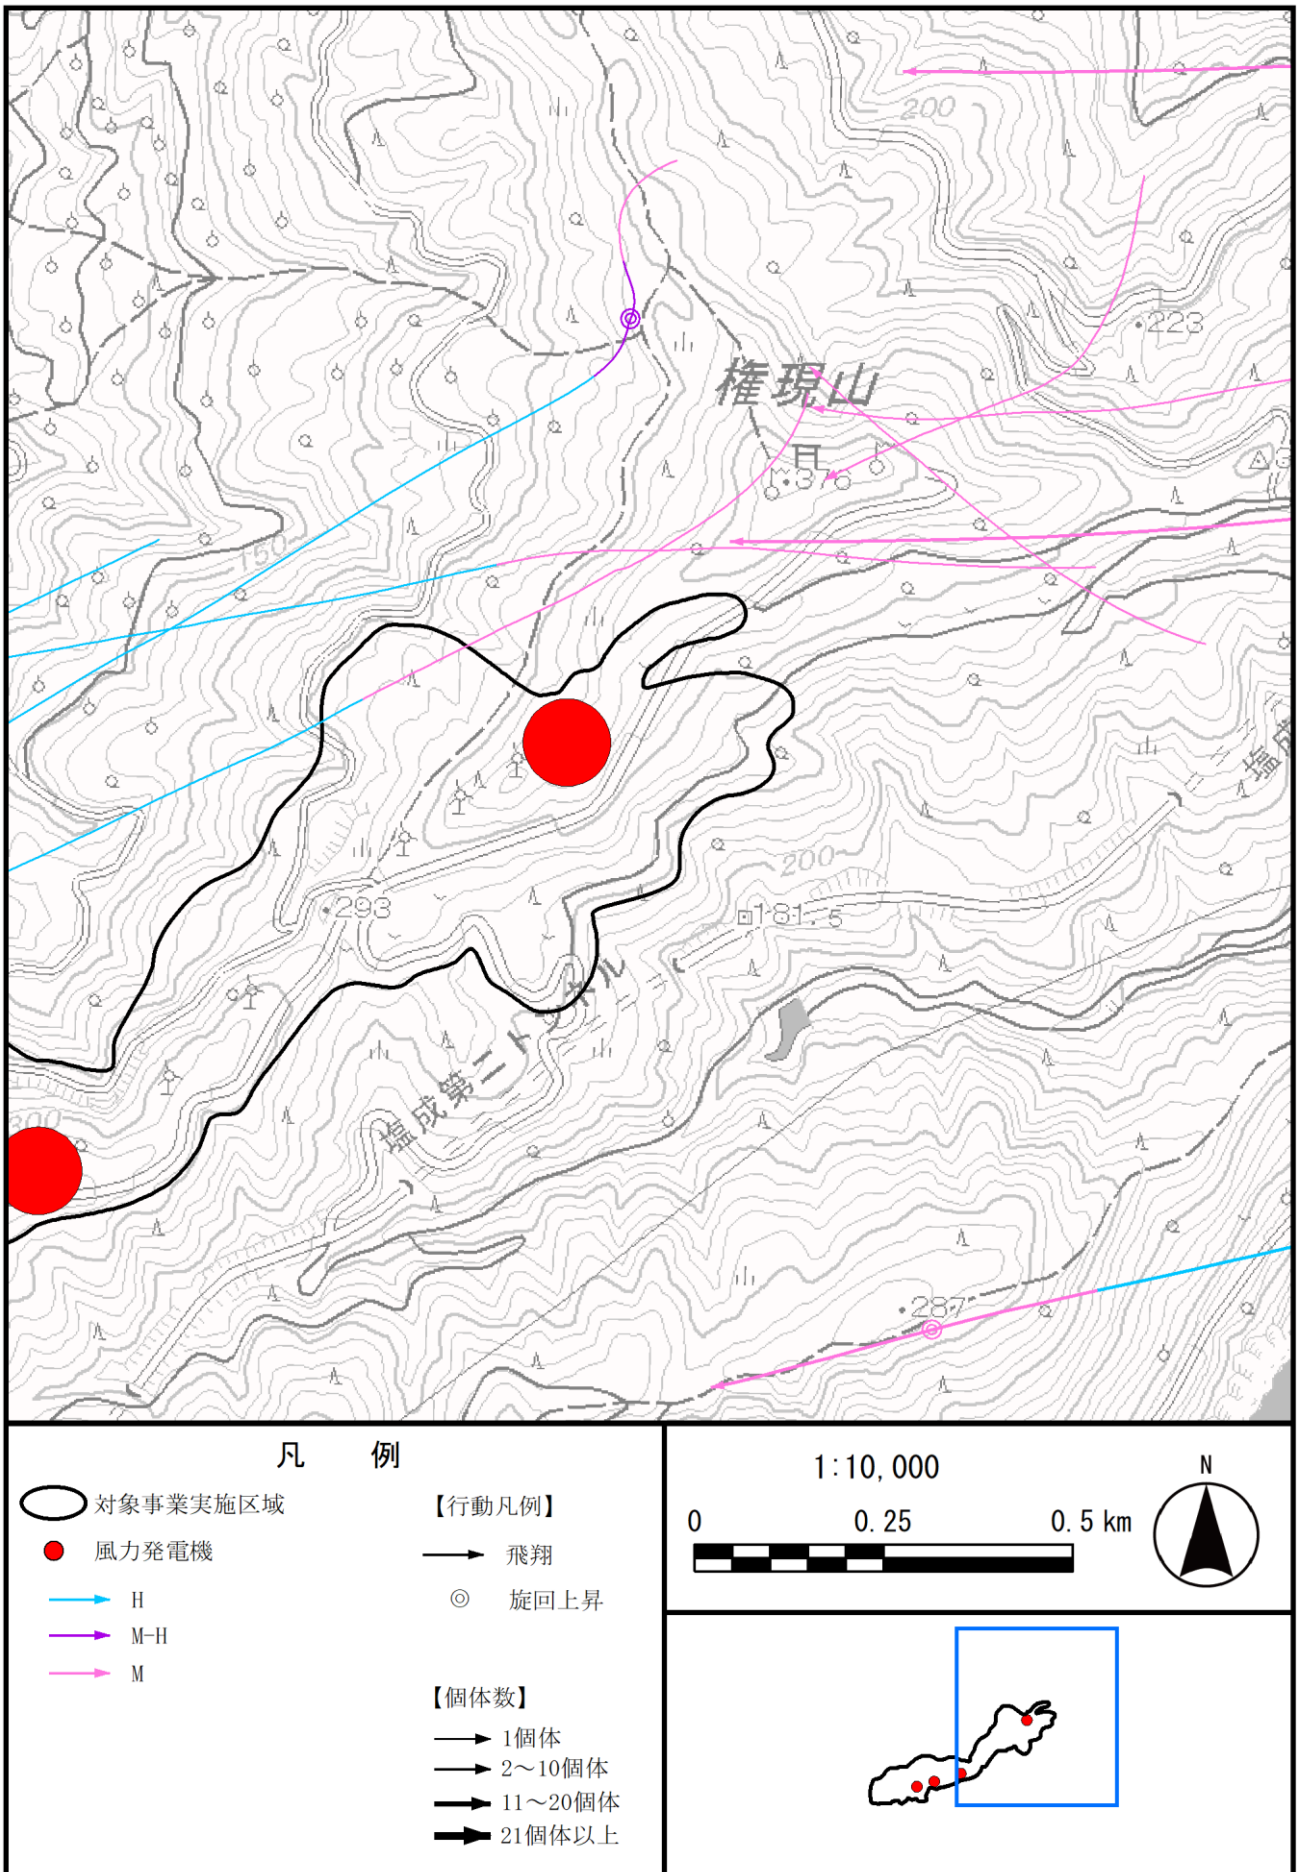 200
223
権現山
376
150
塩成
200
293
181.5
塩成第二トンネル
300
287
凡 例
対象事業実施区域
風力発電機
H
M-H
M
【行動凡例】
飛翔
旋回上昇
【個体数】
1個体
2～10個体
11～20個体
21個体以上
1:10,000
0 0.25 0.5 km
N